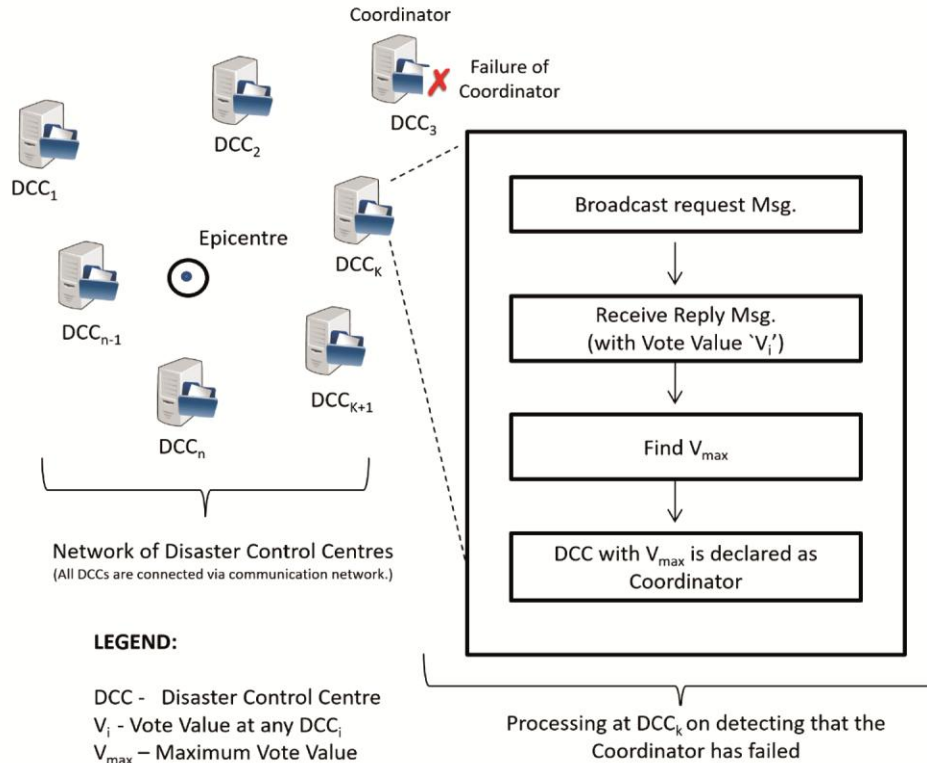 Coordinator
Failure of
Coordinator
DCC3
DCC2
DCC1
Epicentre
DCCK
DCCn-1
DCCK+1
DCCn
Network of Disaster Control Centres
(All DCCs are connected via communication network.)
Broadcast request Msg.
Receive Reply Msg.
(with Vote Value `Vi')
Find Vmax
DCC with Vmax is declared as
Coordinator
Processing at DCCk on detecting that the
Coordinator has failed
LEGEND:
DCC - Disaster Control Centre
Vi - Vote Value at any DCCi
Vmax – Maximum Vote Value